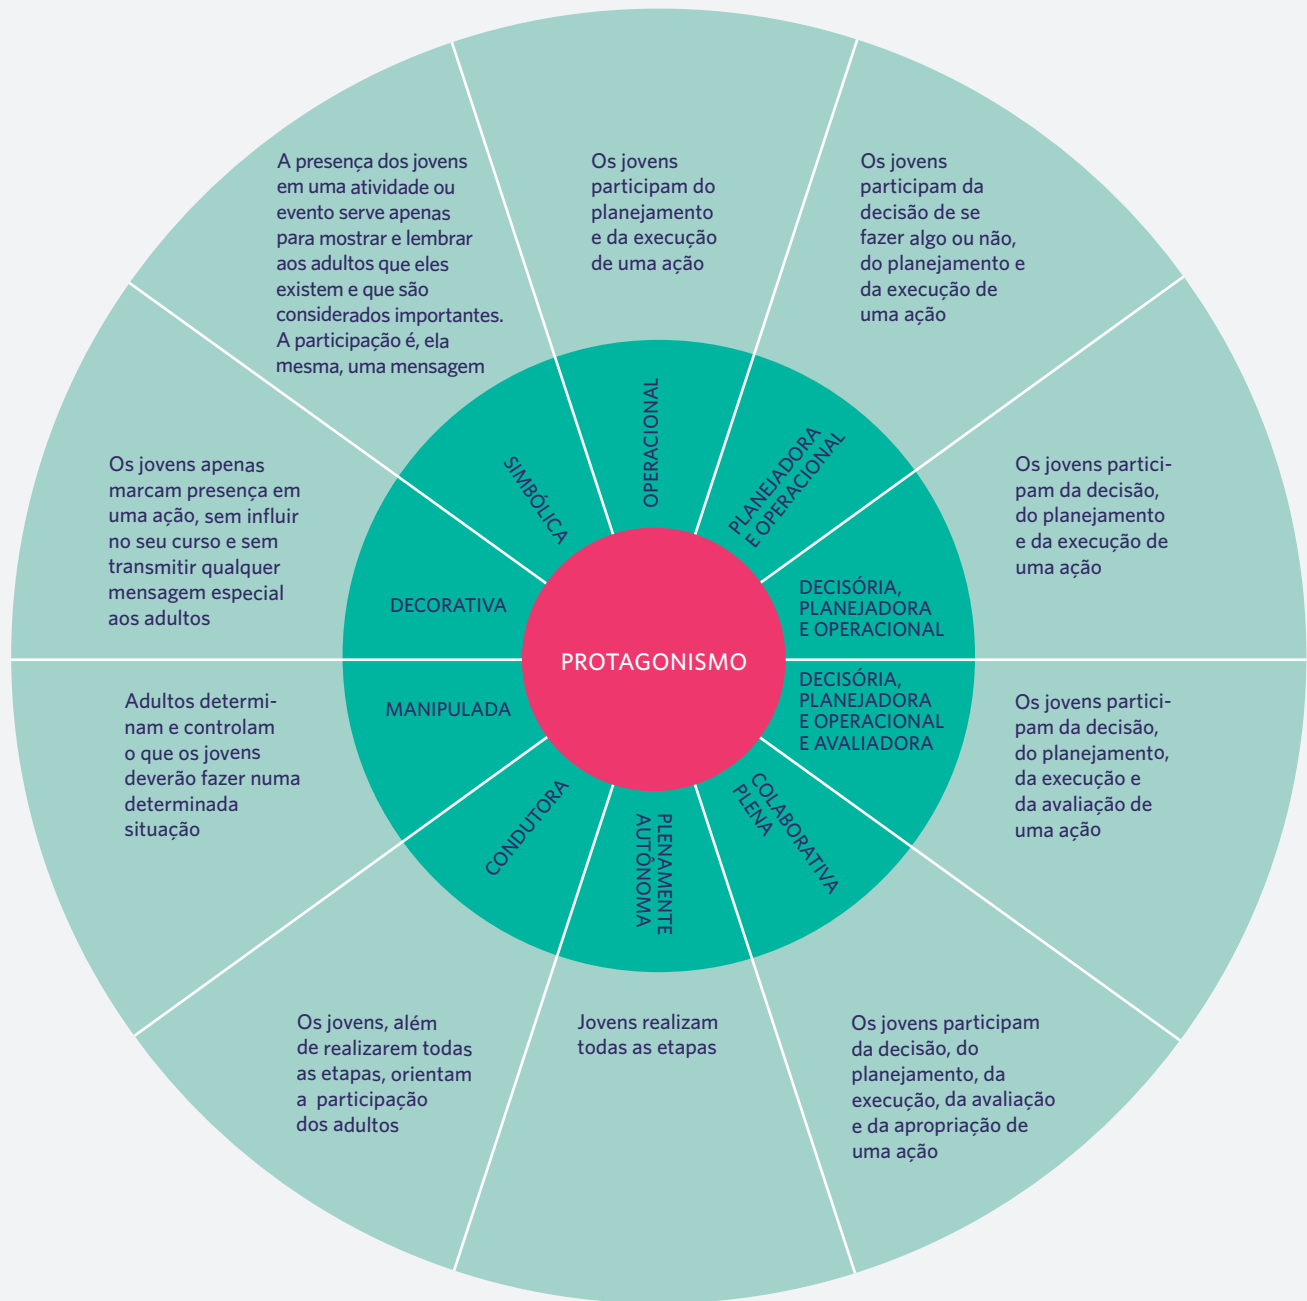 A presença dos jovens
em uma atividade ou
evento serve apenas
para mostrar e lembrar
aos adultos que eles
existem e que são
considerados importantes.
A participação é, ela
mesma, uma mensagem
Os jovens
participam do
planejamento
e da execução
de uma ação
Os jovens
participam da
decisão de se
fazer algo ou não,
do planejamento e
da execução de
uma ação
Os jovens apenas
marcam presença em
uma ação, sem influir
no seu curso e sem
transmitir qualquer
mensagem especial
aos adultos
SIMBÓLICA
OPERACIONAL
PLANEJADORA
E OPERACIONAL
Os jovens partici-
pam da decisão,
do planejamento
e da execução de
uma ação
DECORATIVA
DECISÓRIA,
PLANEJADORA
E OPERACIONAL
PROTAGONISMO
Adultos determi-
nam e controlam
o que os jovens
deverão fazer numa
determinada
situação
MANIPULADA
DECISÓRIA,
PLANEJADORA
E OPERACIONAL
E AVALIADORA
Os jovens partici-
pam da decisão,
do planejamento,
da execução e
da avaliação de
uma ação
CONDUTORA
PLENAMENTE
AUTÔNOMA
COLABORATIVA
PLENA
Os jovens, além
de realizarem todas
as etapas, orientam
a participação
dos adultos
Jovens realizam
todas as etapas
Os jovens participam
da decisão, do
planejamento, da
execução, da avaliação
e da apropriação de
uma ação